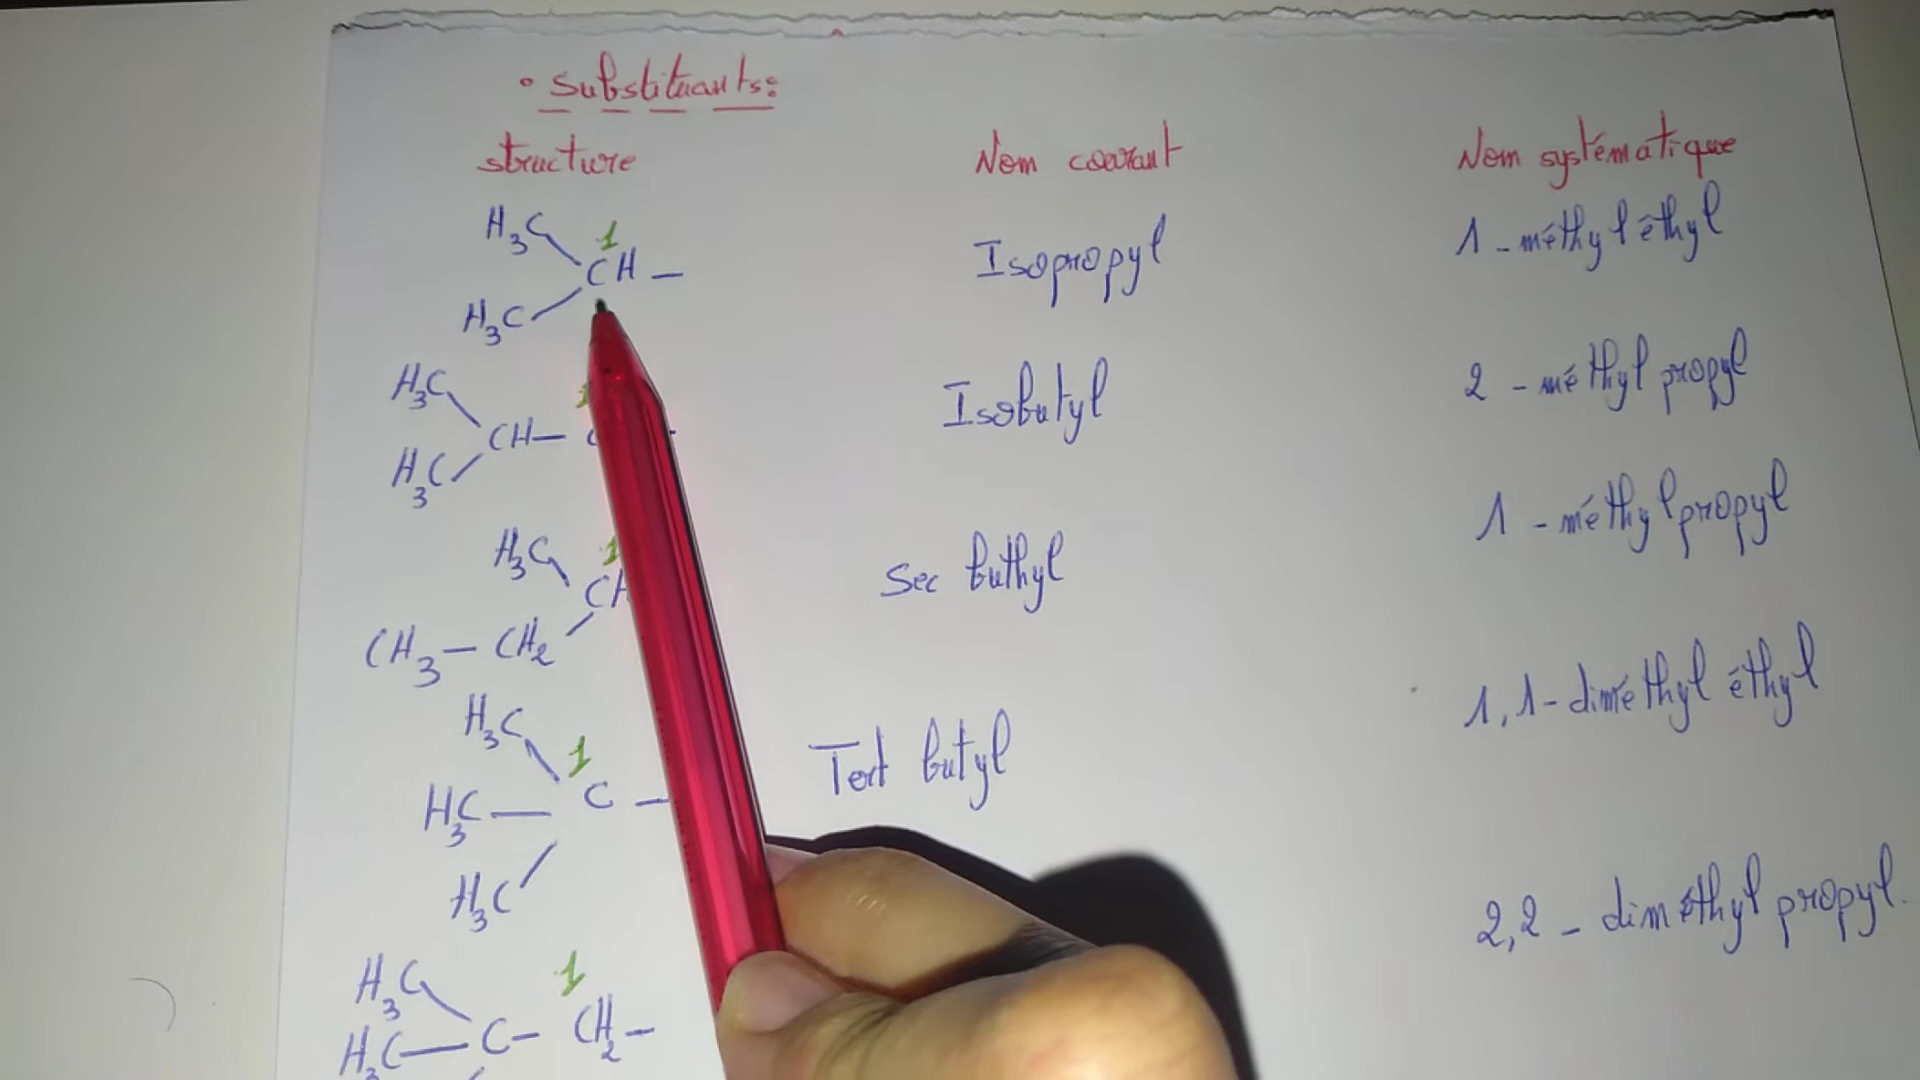 • Substituants:
structure Nom courant Nom systématique
H3C 1
CH –
H3C
Isopropyl 1 - méthyl éthyl
H3C
CH –
H3C
Isobutyl 2 - méthyl propyl
H3C 1
CH
CH3 – CH2
Sec buthyl 1 - méthylpropyl
H3C 1
H3C – C –
H3C
Tert butyl 1,1- diméthyl éthyl
H3C 1
H3C – C – CH2 –
2,2 - diméthyl propyl.